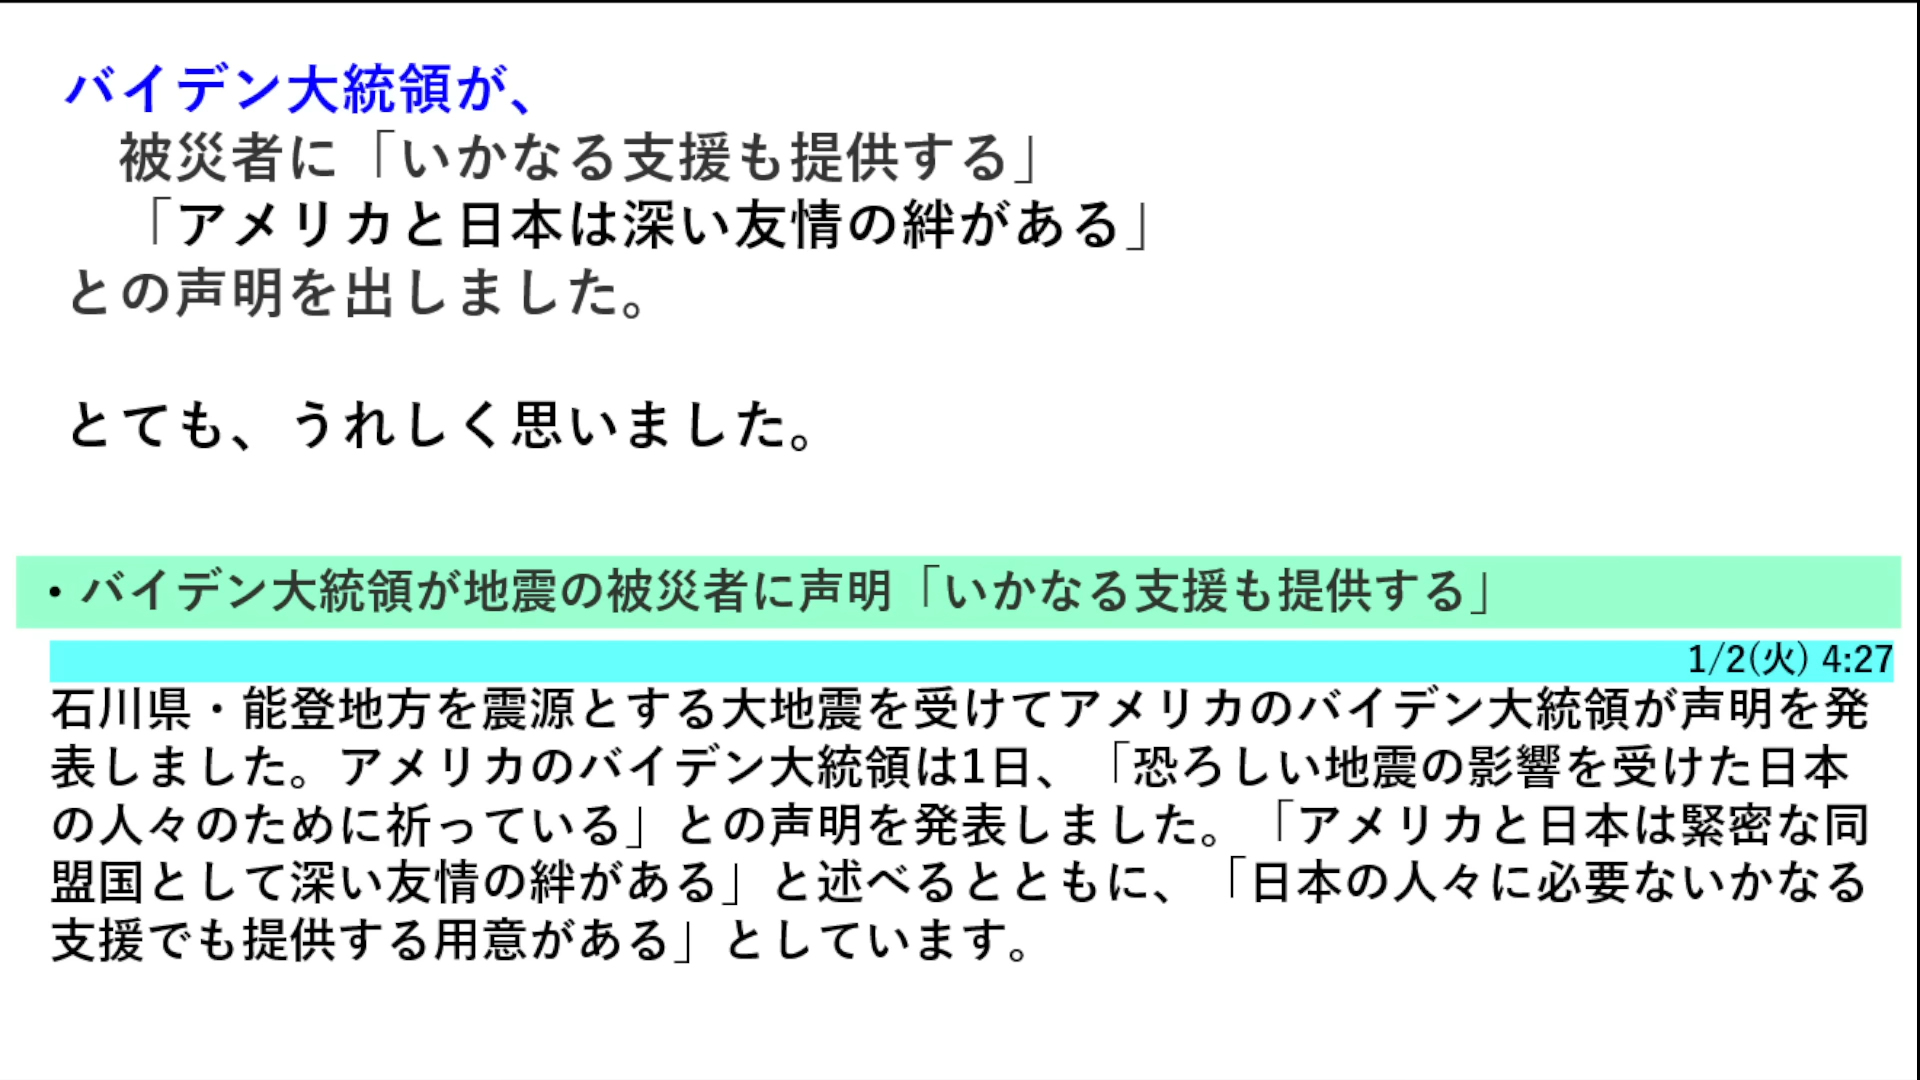 バイデン大統領が、
被災者に「いかなる支援も提供する」
「アメリカと日本は深い友情の絆がある」
との声明を出しました。
とても、うれしく思いました。
・バイデン大統領が地震の被災者に声明「いかなる支援も提供する」
1/2(火) 4:27
石川県・能登地方を震源とする大地震を受けてアメリカのバイデン大統領が声明を発
表しました。アメリカのバイデン大統領は1日、「恐ろしい地震の影響を受けた日本
の人々のために祈っている」との声明を発表しました。「アメリカと日本は緊密な同
盟国として深い友情の絆がある」と述べるとともに、「日本の人々に必要ないかなる
支援でも提供する用意がある」としています。